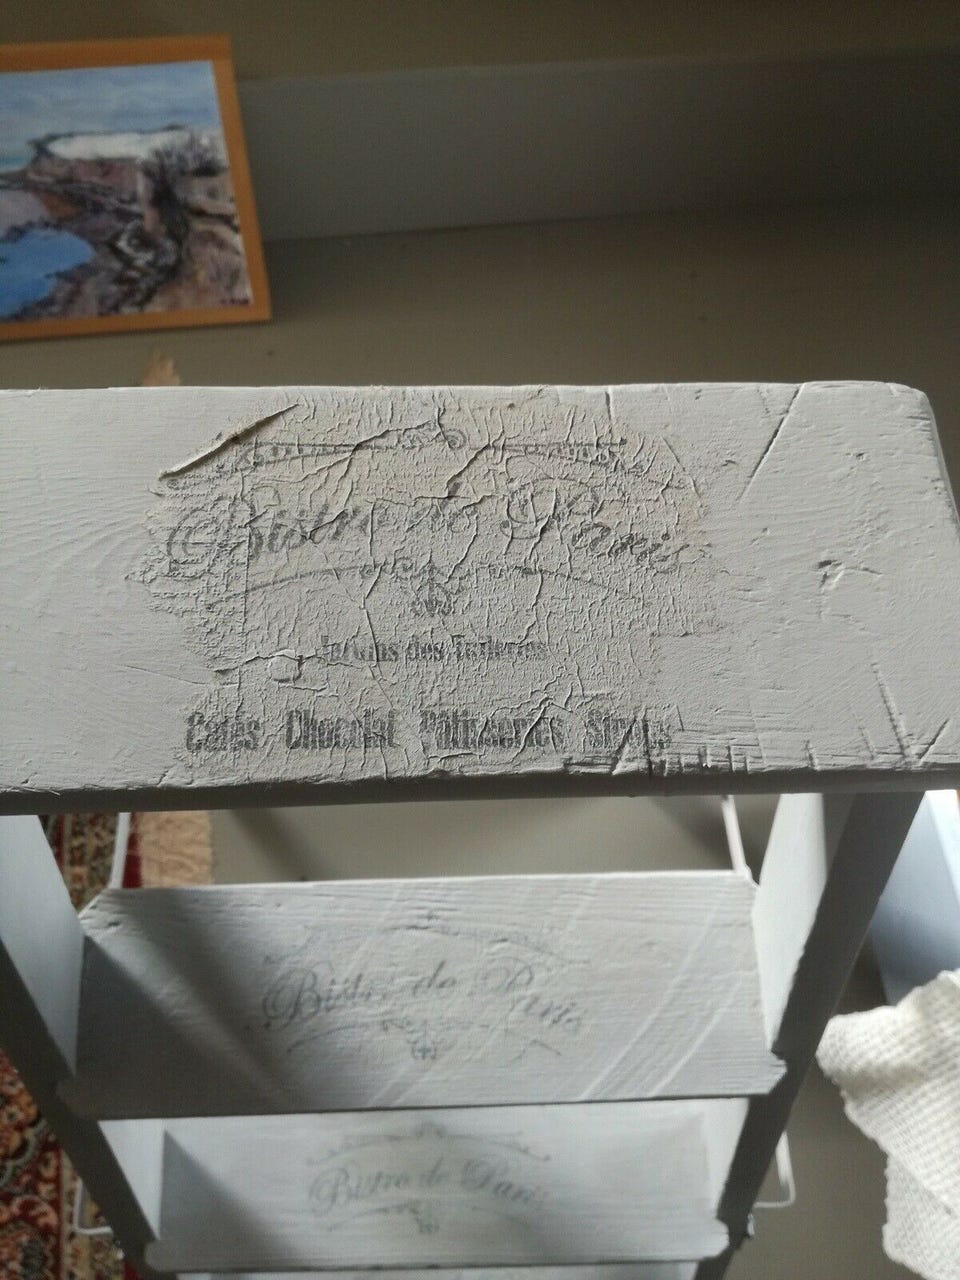 Bistro de Paris
Jardins des Tuileries
Cafés Chocolat Pâtisseries Sirops
Bistro de Paris
Bistro de Paris